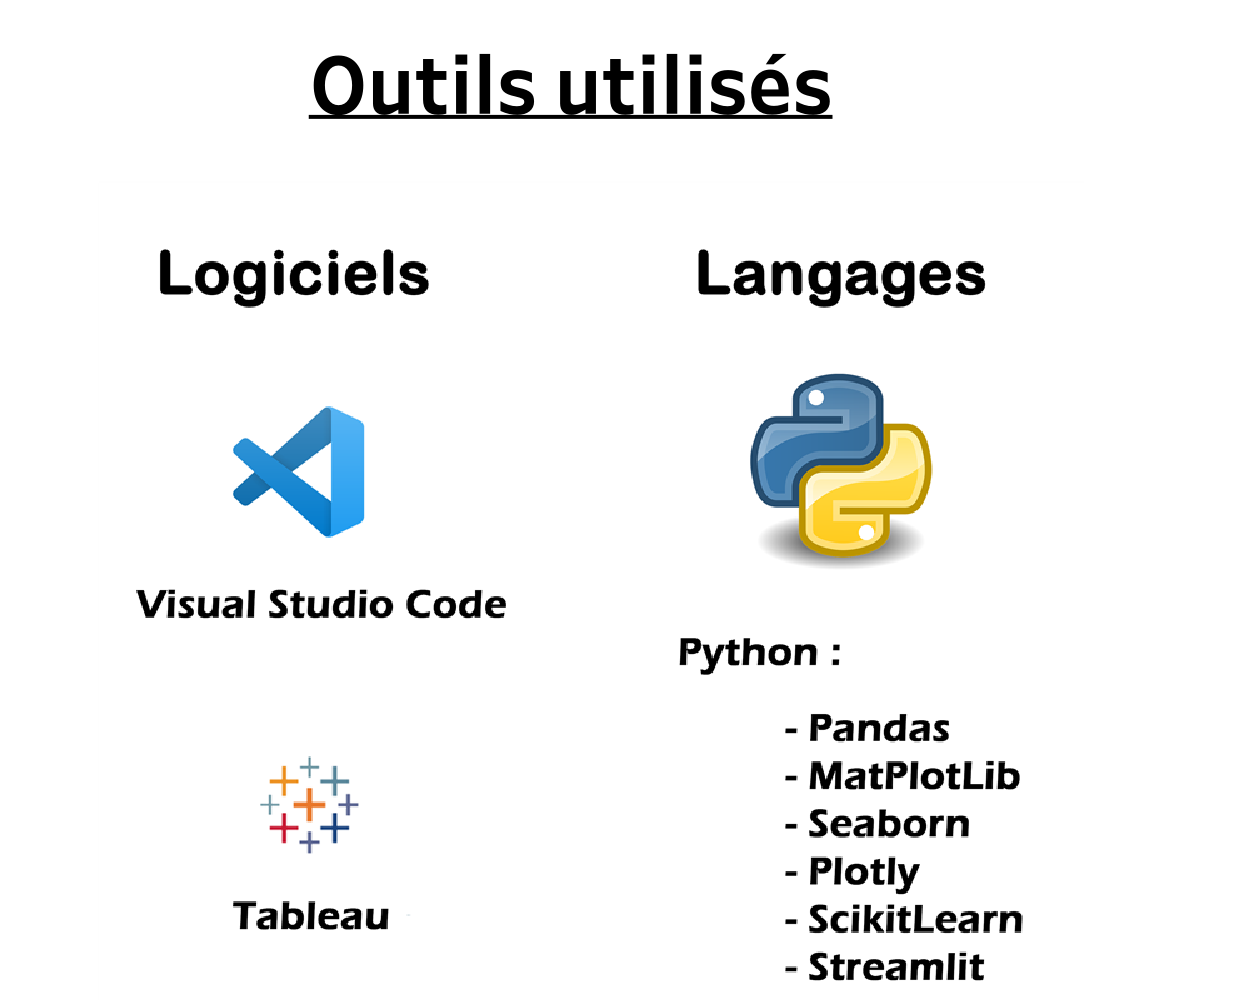 Outils utilisés
Logiciels
Visual Studio Code
Tableau
Langages
Python :
- Pandas
- MatPlotLib
- Seaborn
- Plotly
- ScikitLearn
- Streamlit